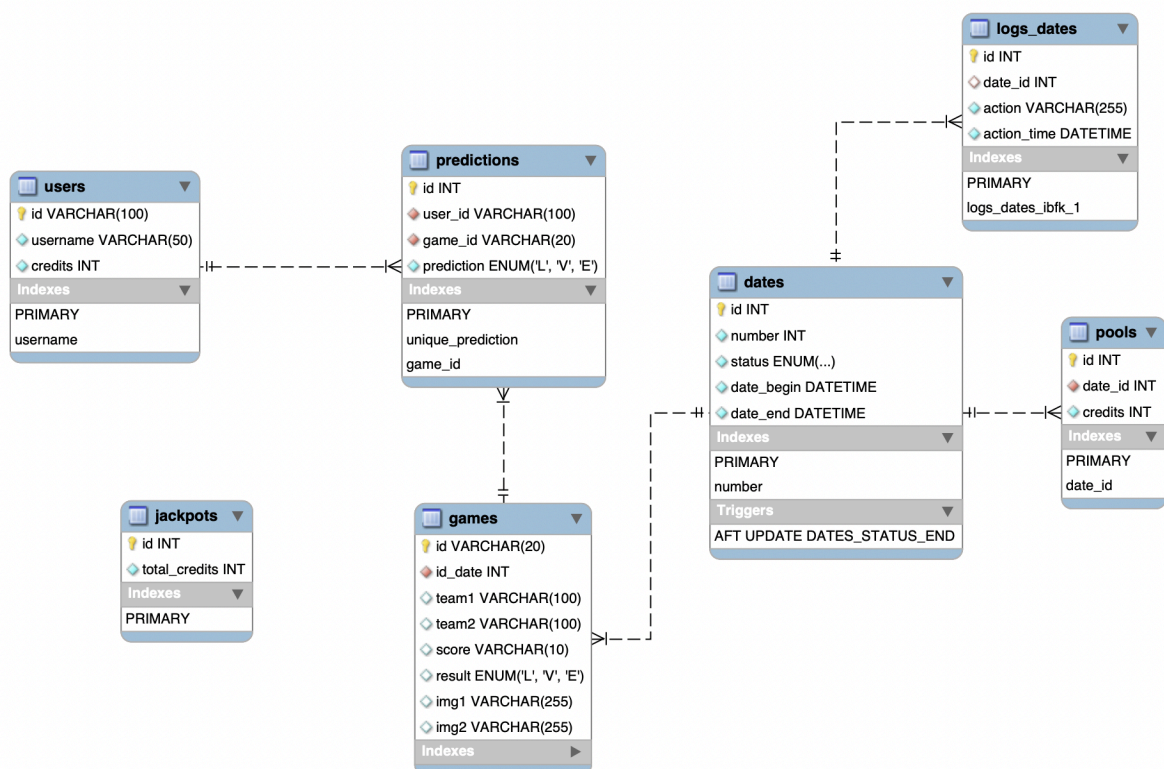 logs_dates
id INT
date_id INT
action VARCHAR(255)
action_time DATETIME
Indexes
PRIMARY
logs_dates_ibfk_1
predictions
id INT
user_id VARCHAR(100)
game_id VARCHAR(20)
prediction ENUM('L', 'V', 'E')
Indexes
PRIMARY
unique_prediction
game_id
users
id VARCHAR(100)
username VARCHAR(50)
credits INT
Indexes
PRIMARY
username
dates
id INT
number INT
status ENUM(...)
date_begin DATETIME
date_end DATETIME
Indexes
PRIMARY
number
Triggers
AFT UPDATE DATES_STATUS_END
pools
id INT
date_id INT
credits INT
Indexes
PRIMARY
date_id
jackpots
id INT
total_credits INT
Indexes
PRIMARY
games
id VARCHAR(20)
id_date INT
team1 VARCHAR(100)
team2 VARCHAR(100)
score VARCHAR(10)
result ENUM('L', 'V', 'E')
img1 VARCHAR(255)
img2 VARCHAR(255)
Indexes